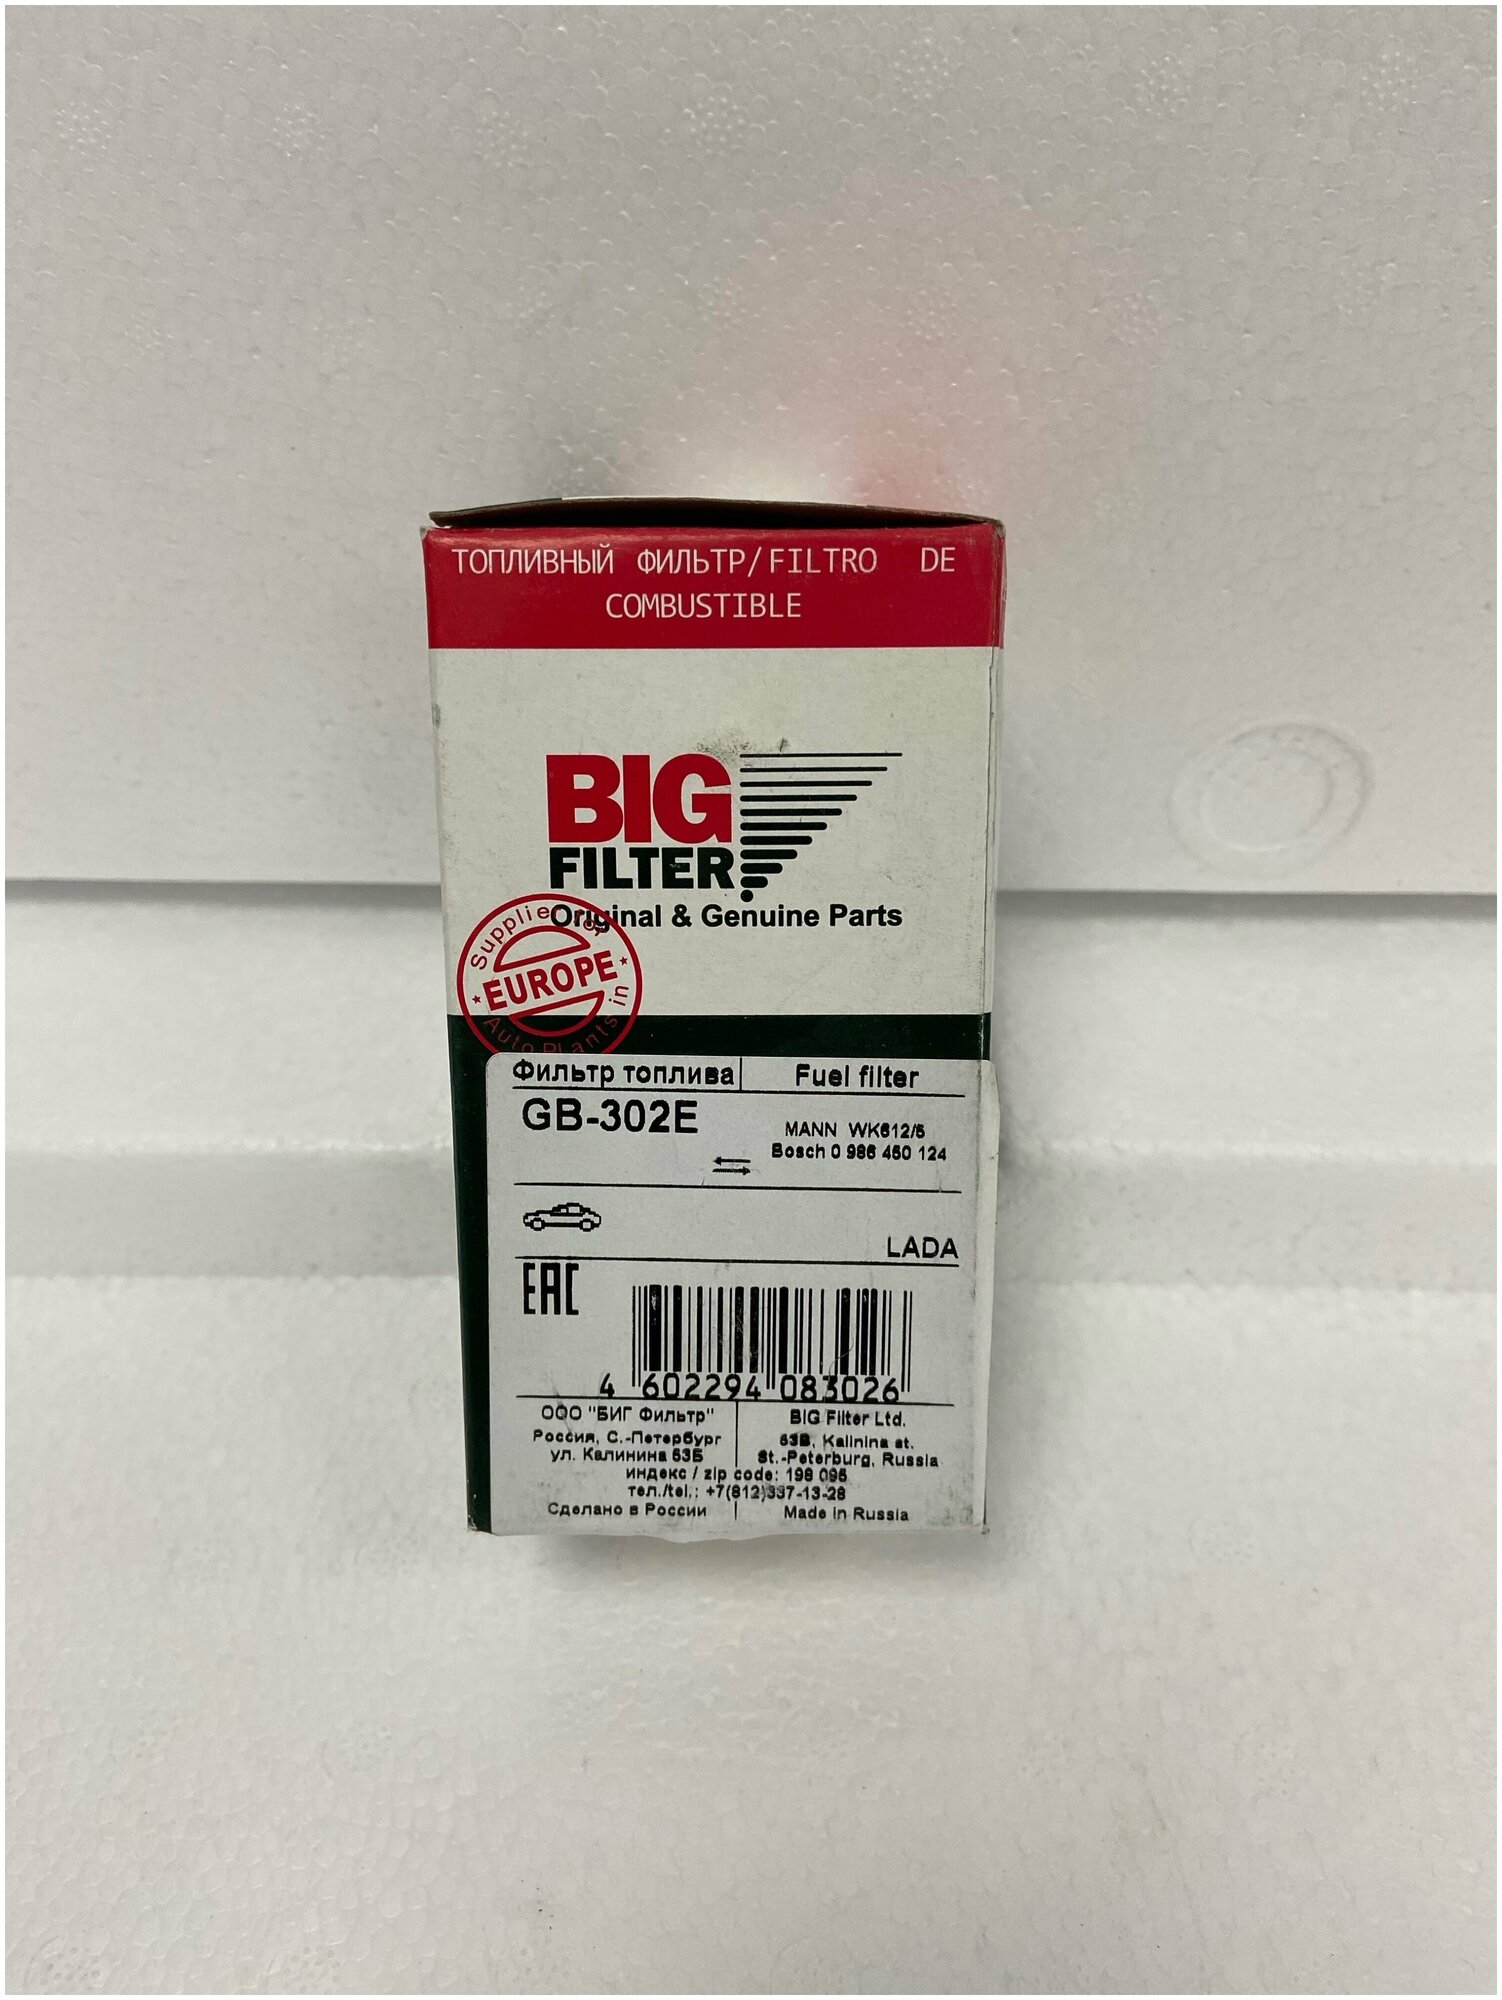 ТОПЛИВНЫЙ ФИЛЬТР/FILTRO DE
COMBUSTIBLE
BIG
FILTER
Original & Genuine Parts
Supplier for
EUROPE
Auto Plants in
Фильтр топлива Fuel filter
GB-302E
MANN WK612/5
Bosch 0 986 450 124
LADA
EAC
4 602294 083026
ООО "БИГ Фильтр" BIG Filter Ltd.
Россия, С.-Петербург 53B, Kalinina st.
ул. Калинина 53Б St.-Peterburg, Russia
индекс / zip code: 198 095
тел./tel.: +7(812)337-13-28
Сделано в России Made in Russia